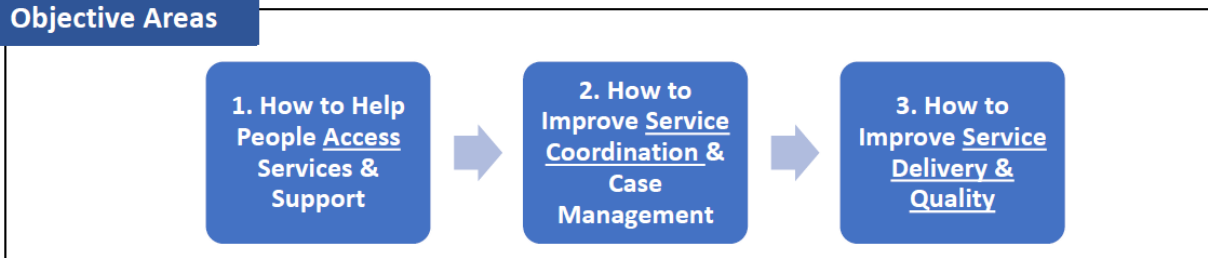 Objective Areas
1. How to Help
People Access
Services &
Support
2. How to
Improve Service
Coordination &
Case
Management
3. How to
Improve Service
Delivery &
Quality